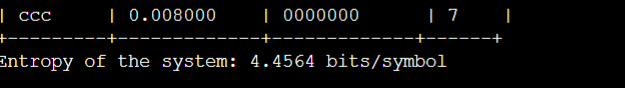 | ccc | 0.008000 | 0000000 | 7 |
+---------+-------------+-------------+------+
Entropy of the system: 4.4564 bits/symbol